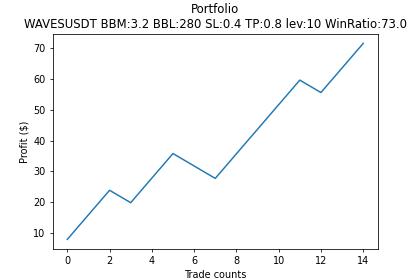 Portfolio
WAVESUSDT BBM:3.2 BBL:280 SL:0.4 TP:0.8 lev:10 WinRatio:73.0
70
60
50
40
30
20
10
Profit ($)
0 2 4 6 8 10 12 14
Trade counts